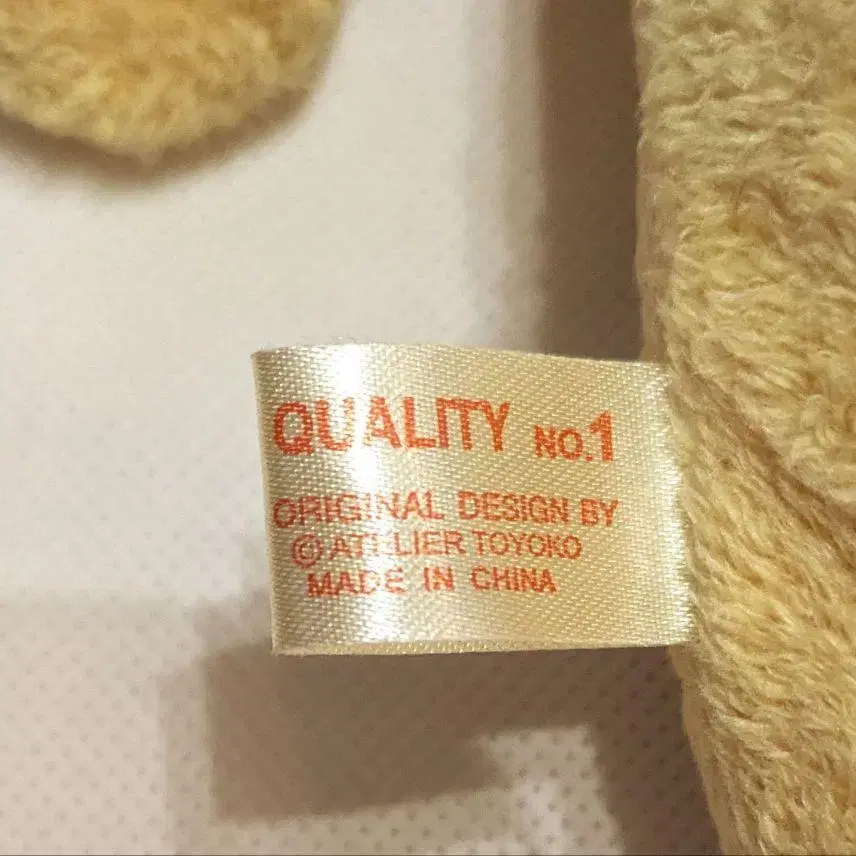 QUALITY NO.1
ORIGINAL DESIGN BY
© ATELIER TOYOKO
MADE IN CHINA